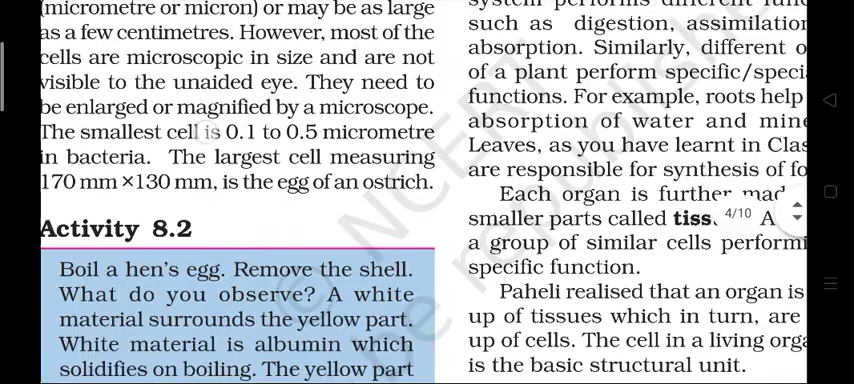 (micrometre or micron) or may be as large
as a few centimetres. However, most of the
cells are microscopic in size and are not
visible to the unaided eye. They need to
be enlarged or magnified by a microscope.
The smallest cell is 0.1 to 0.5 micrometre
in bacteria. The largest cell measuring
170 mm ×130 mm, is the egg of an ostrich.
Activity 8.2
Boil a hen's egg. Remove the shell.
What do you observe? A white
material surrounds the yellow part.
White material is albumin which
solidifies on boiling. The yellow part
system performs different
such as digestion, assimilation
absorption. Similarly, different
of a plant perform specific/
functions. For example, roots help
absorption of water and
Leaves, as you have learnt in
are responsible for synthesis of
Each organ is further
smaller parts called
4/10
a group of similar cells
specific function.
Paheli realised that an organ is
up of tissues which in turn, are
up of cells. The cell in a living
is the basic structural unit.
© NCERT
be republished